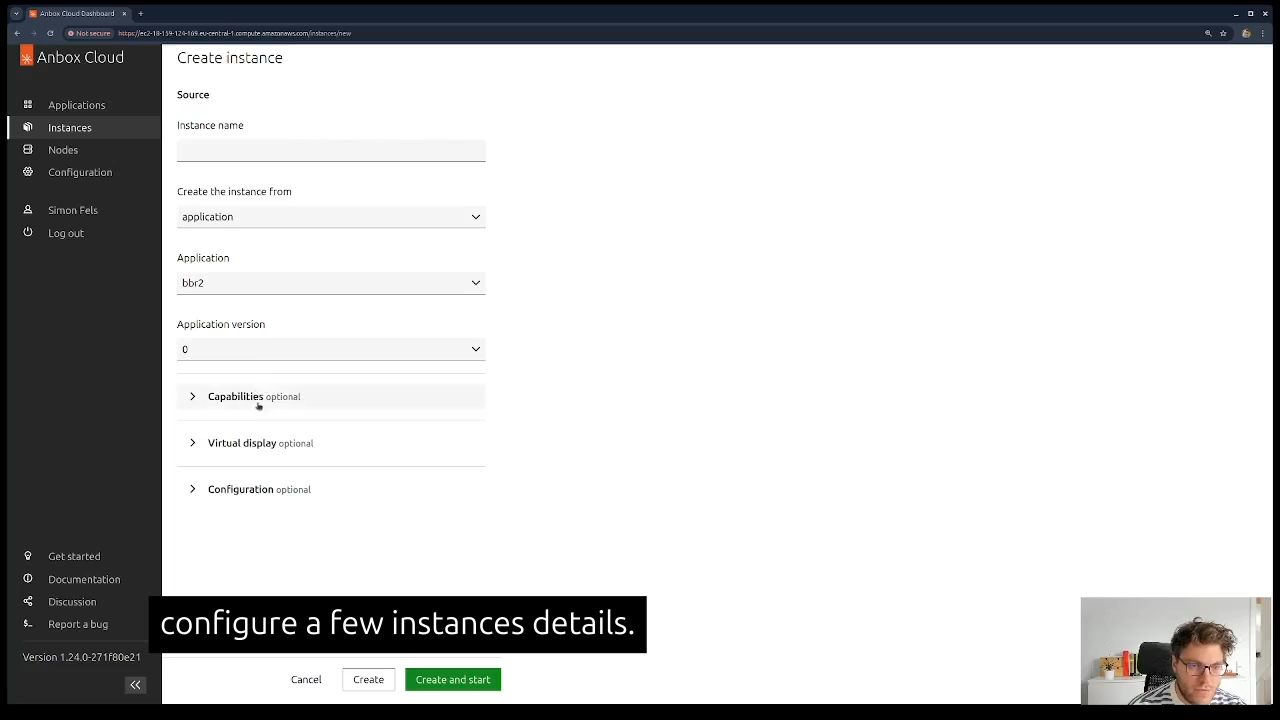 Anbox Cloud Dashboard
Not secure
https://ec2-18-159-124-169.eu-central-1.compute.amazonaws.com/instances/new
Anbox Cloud
Applications
Instances
Nodes
Configuration
Simon Fels
Log out
Get started
Documentation
Discussion
Report a bug
Version 1.24.0-271f80e21
Create instance
Source
Instance name
Create the instance from
application
Application
bbr2
Application version
0
Capabilities optional
Virtual display optional
Configuration optional
configure a few instances details.
Cancel
Create
Create and start